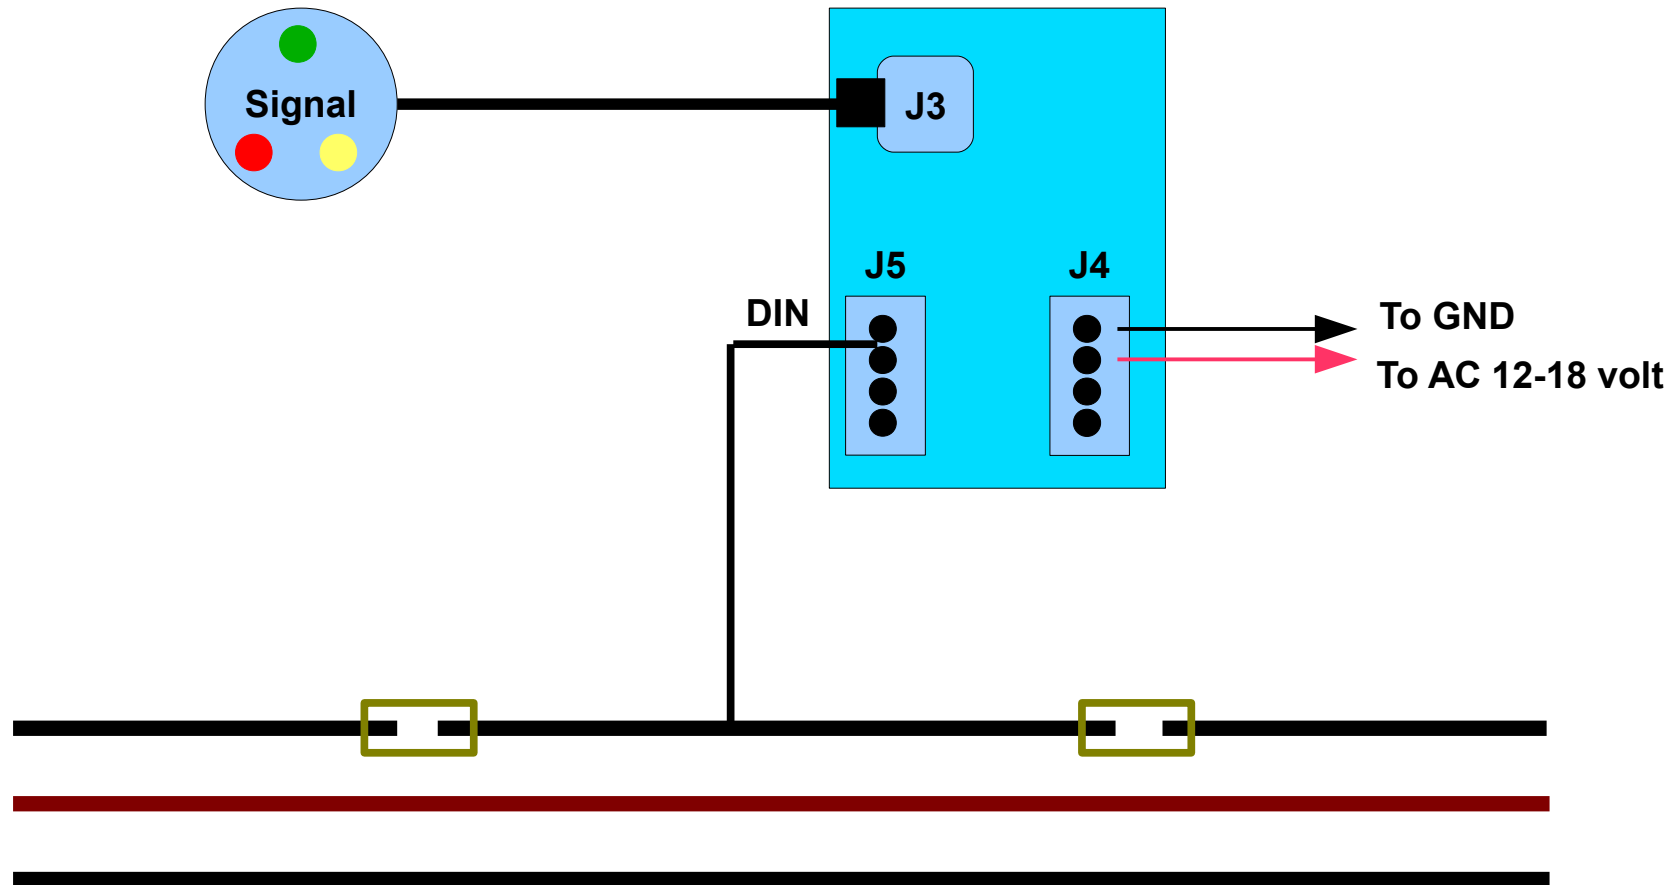 Signal
J3
J5
J4
DIN
To GND
To AC 12-18 volt